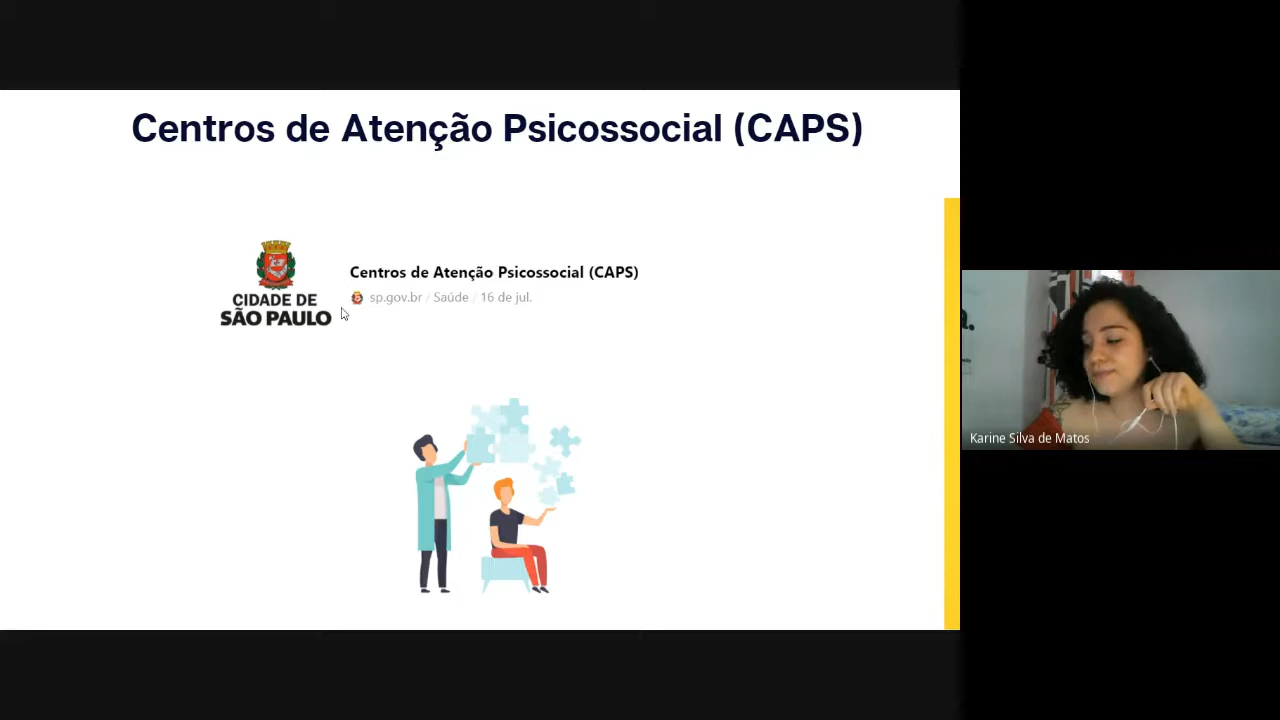 Centros de Atenção Psicossocial (CAPS)
CIDADE DE
SÃO PAULO
Centros de Atenção Psicossocial (CAPS)
sp.gov.br / Saúde / 16 de jul.
Karine Silva de Matos